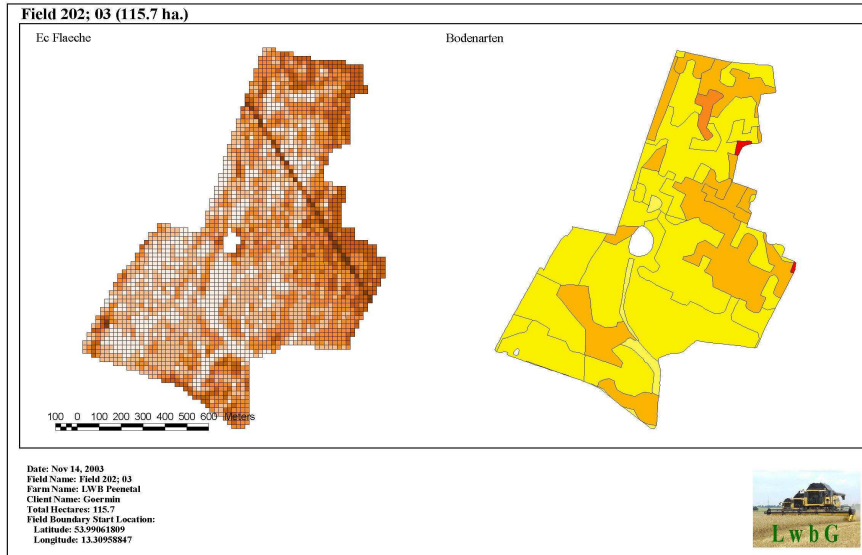 Field 202; 03 (115.7 ha.)
Ec Flaeche
Bodenarten
100 0 100 200 300 400 500 600 Meters
Date: Nov 14, 2003
Field Name: Field 202; 03
Farm Name: LWB Peenetal
Client Name: Goermin
Total Hectares: 115.7
Field Boundary Start Location:
Latitude: 53.99061809
Longitude: 13.30958847
LwbG